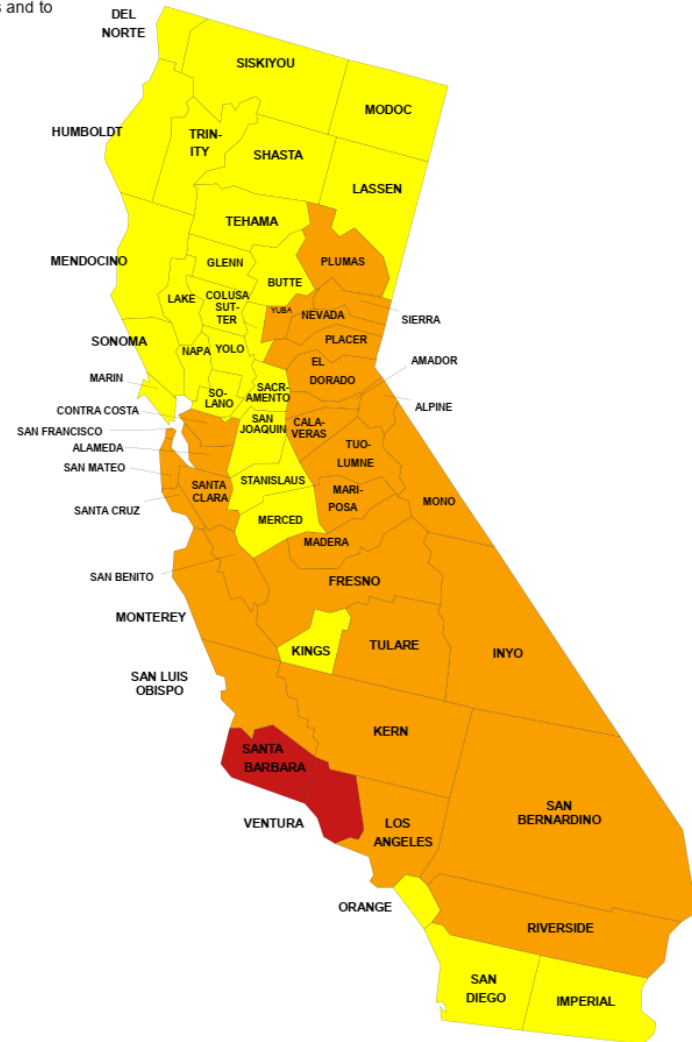 s and to
DEL
NORTE
SISKIYOU
MODOC
HUMBOLDT
TRIN-
ITY
SHASTA
LASSEN
TEHAMA
MENDOCINO
GLENN
PLUMAS
BUTTE
LAKE
COLUSA
SUT-
TER
YUBA
NEVADA
SIERRA
SONOMA
NAPA
YOLO
PLACER
AMADOR
EL
DORADO
MARIN
SO-
LANO
SACR-
AMENTO
ALPINE
CONTRA COSTA
SAN
JOAQUIN
CALA-
VERAS
SAN FRANCISCO
ALAMEDA
TUO-
LUMNE
SAN MATEO
SANTA
CLARA
STANISLAUS
MARI-
POSA
MONO
SANTA CRUZ
MERCED
MADERA
SAN BENITO
FRESNO
MONTEREY
KINGS
TULARE
INYO
SAN LUIS
OBISPO
KERN
SANTA
BARBARA
SAN
BERNARDINO
VENTURA
LOS
ANGELES
ORANGE
RIVERSIDE
SAN
DIEGO
IMPERIAL